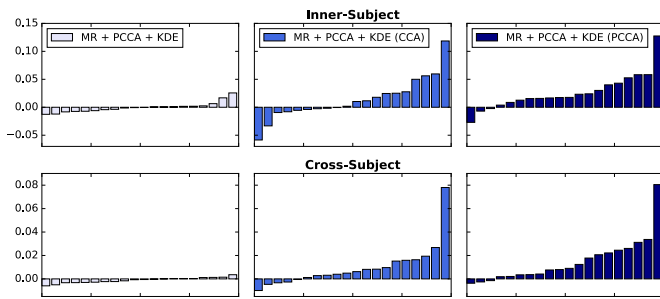 Inner-Subject
0.15
0.10
0.05
0.00
−0.05
MR + PCCA + KDE
MR + PCCA + KDE (CCA)
MR + PCCA + KDE (PCCA)
Cross-Subject
0.08
0.06
0.04
0.02
0.00